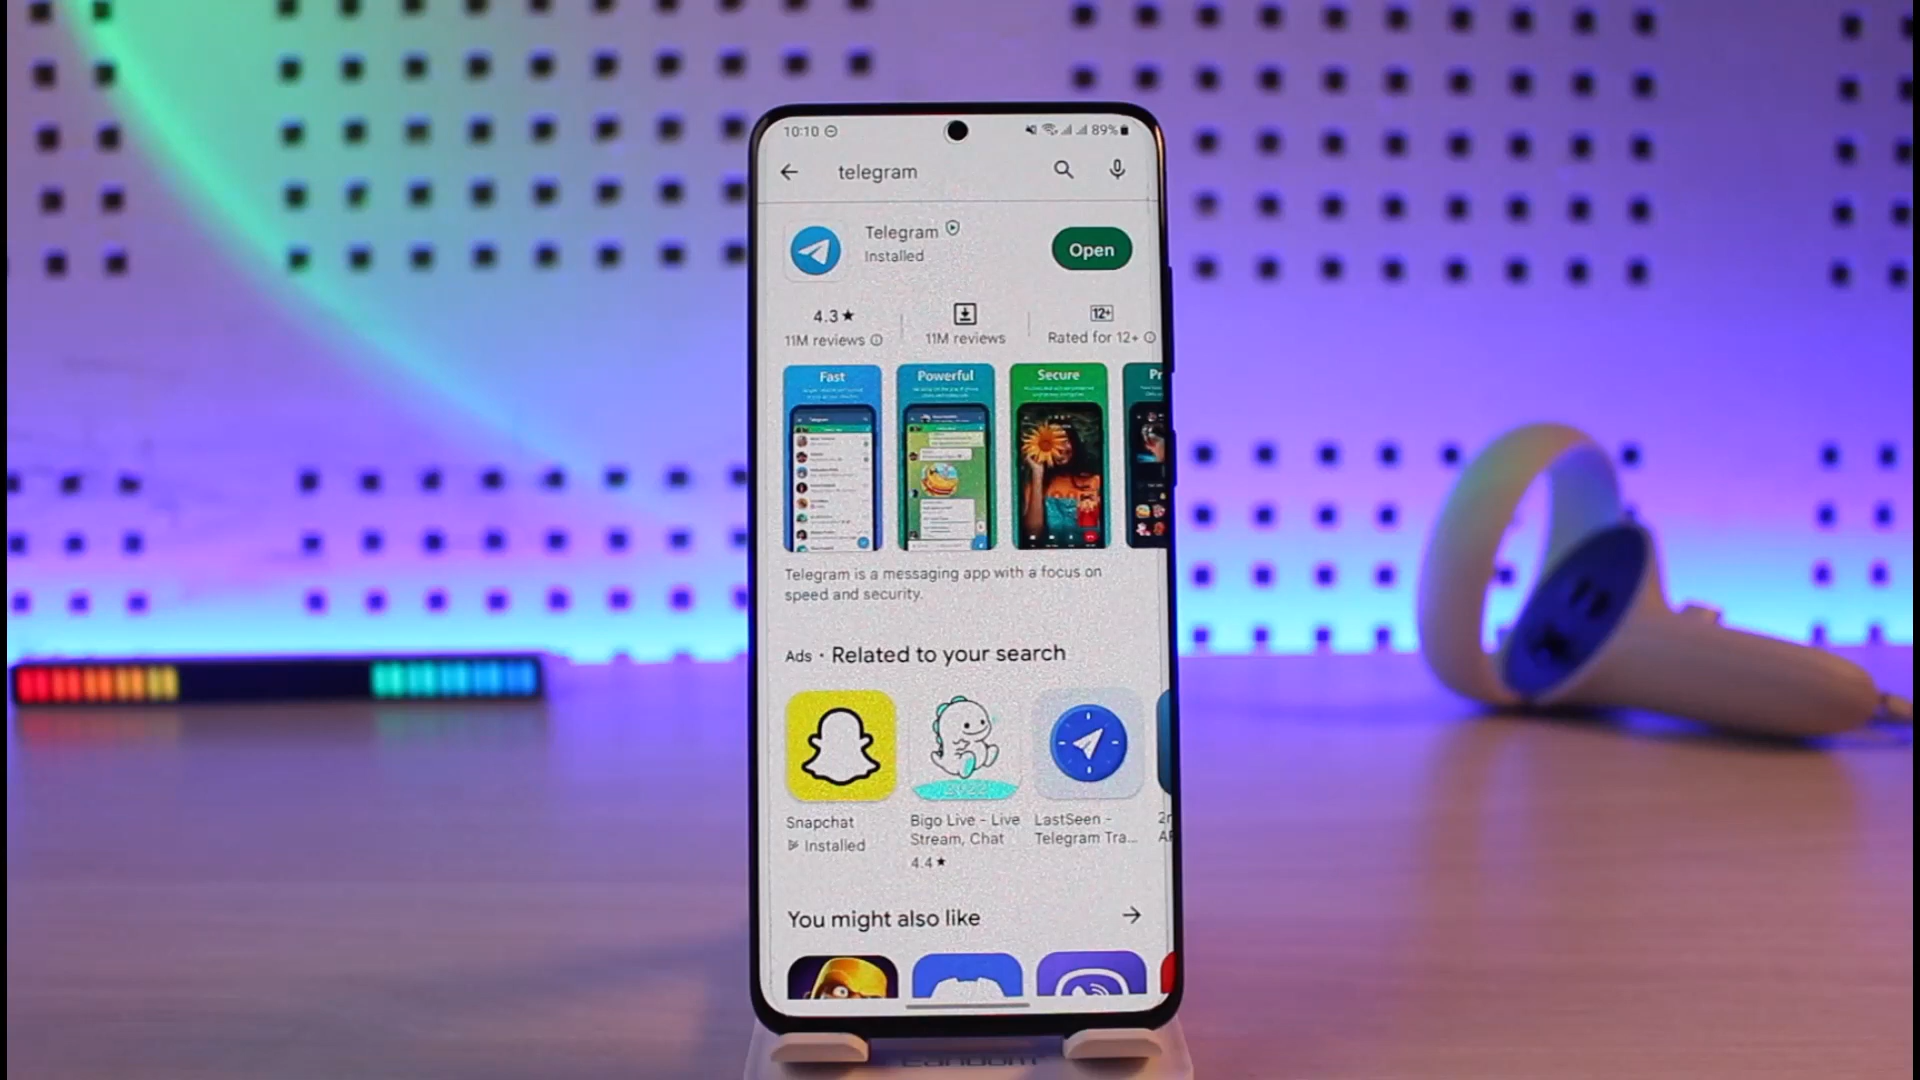 10:10
89%
telegram
Telegram
Installed
Open
4.3★
11M reviews
11M reviews
12+
Rated for 12+
Fast
Powerful
Secure
Pr
Telegram is a messaging app with a focus on
speed and security.
Ads · Related to your search
2022
Snapchat
Installed
Bigo Live - Live
Stream, Chat
4.4★
LastSeen -
Telegram Tra...
You might also like